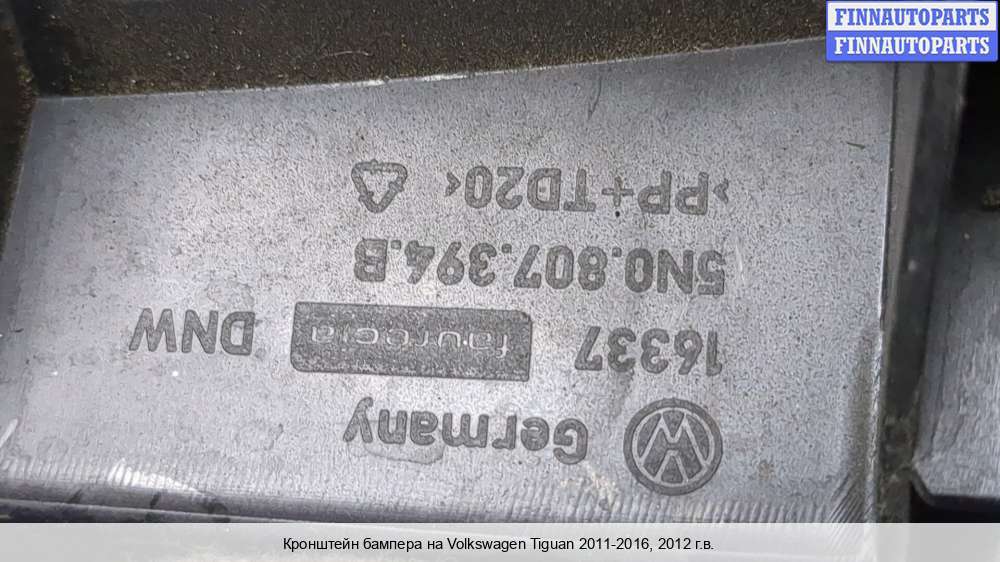 FINNAUTOPARTS
FINNAUTOPARTS
Germany
16337 faurecia DNW
5N0.807.394.B
>PP+TD20<
Кронштейн бампера на Volkswagen Tiguan 2011-2016, 2012 г.в.